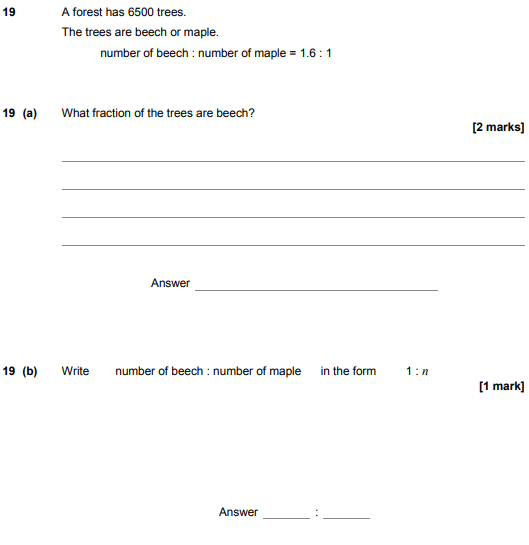 19 A forest has 6500 trees.
The trees are beech or maple.
number of beech : number of maple = 1.6 : 1
19 (a) What fraction of the trees are beech?
[2 marks]
Answer
19 (b) Write number of beech : number of maple in the form 1 : n
[1 mark]
Answer :